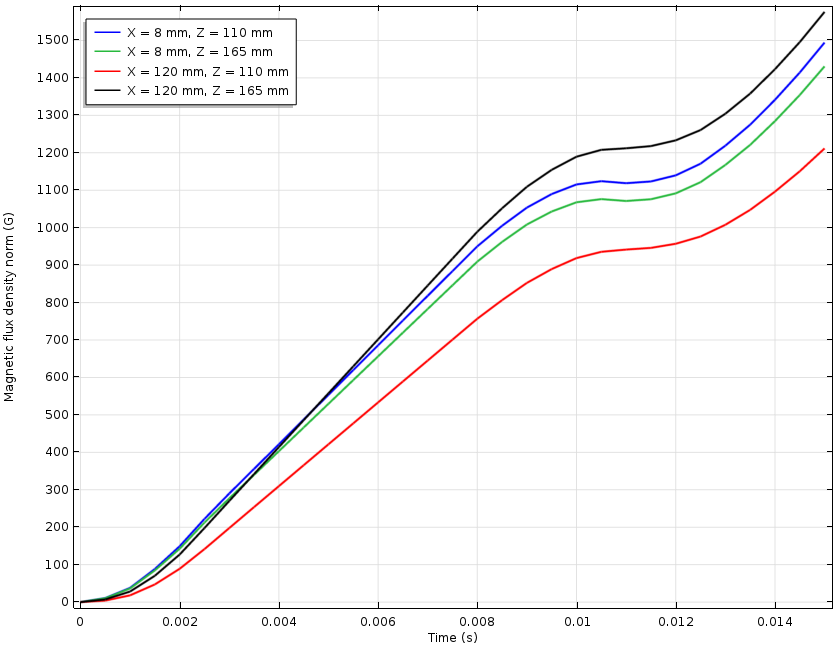 X = 8 mm, Z = 110 mm
X = 8 mm, Z = 165 mm
X = 120 mm, Z = 110 mm
X = 120 mm, Z = 165 mm
Magnetic flux density norm (G)
1500
1400
1300
1200
1100
1000
900
800
700
600
500
400
300
200
100
0
0 0.002 0.004 0.006 0.008 0.01 0.012 0.014
Time (s)